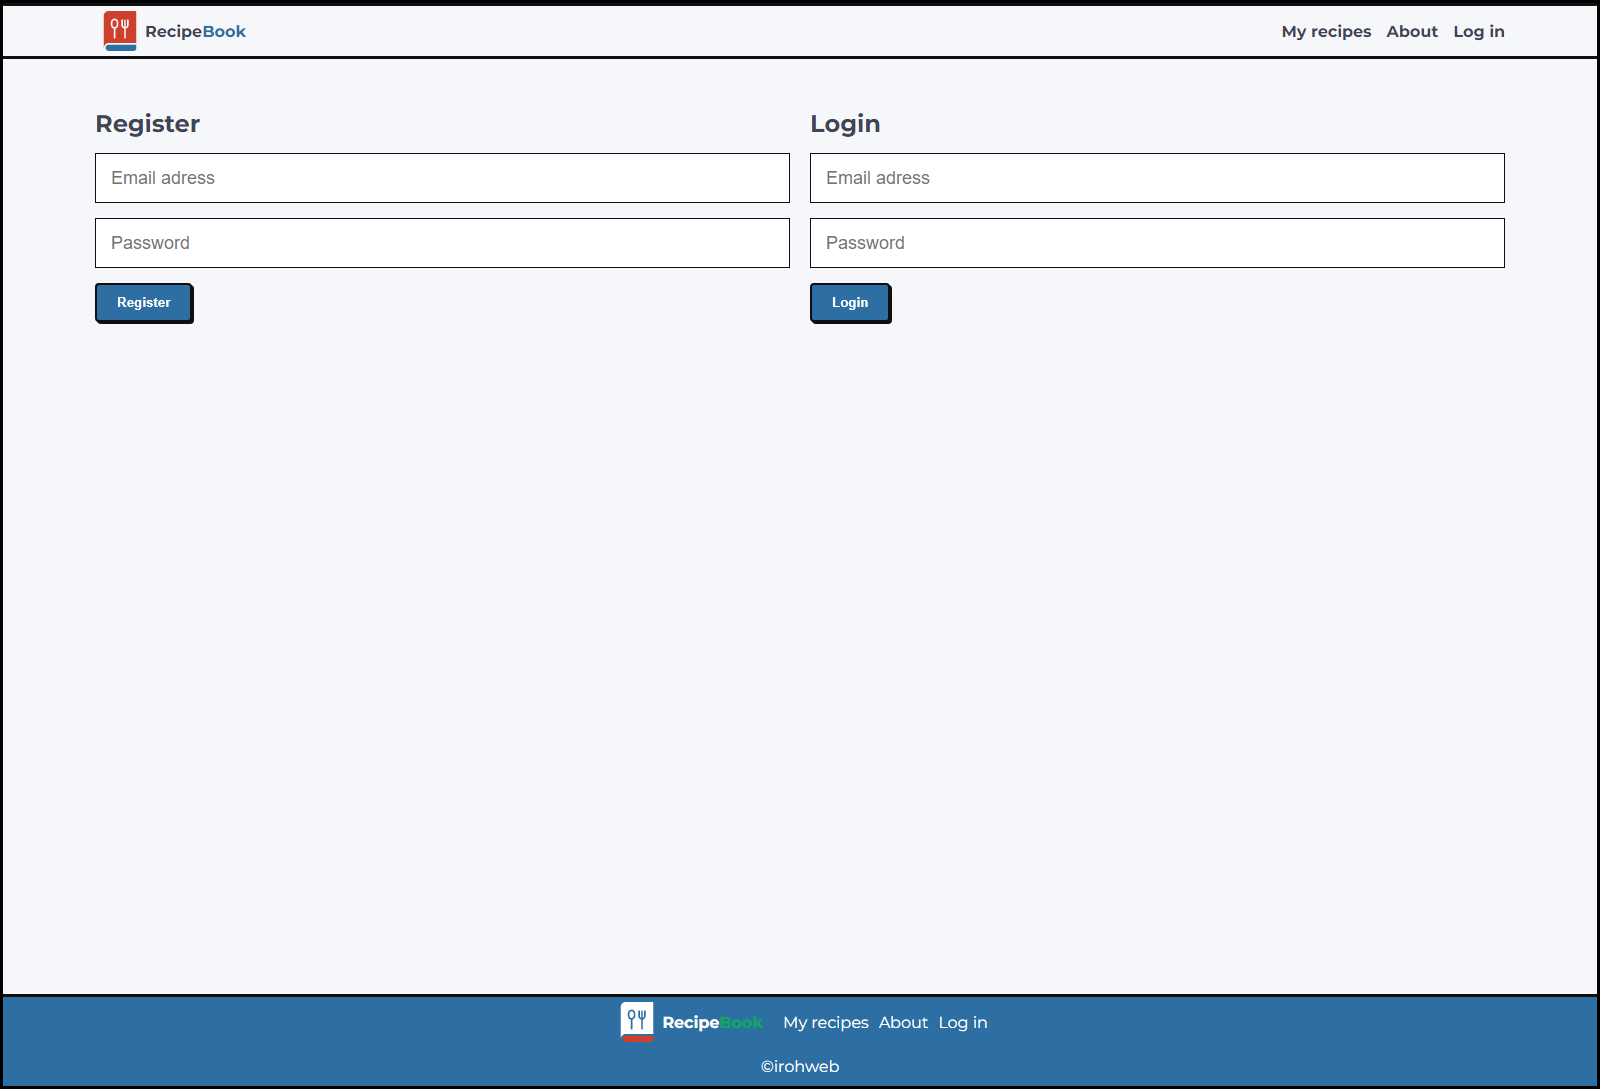 RecipeBook My recipes About Log in
Register
Email adress
Password
Register
Login
Email adress
Password
Login
RecipeBook My recipes About Log in
©irohweb